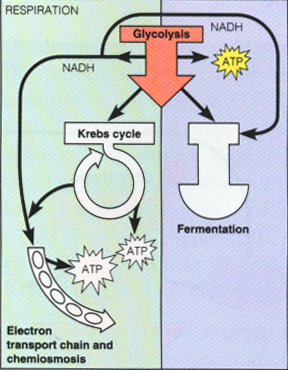 RESPIRATION
NADH
Glycolysis
NADH
ATP
Krebs cycle
Fermentation
ATP
ATP
Electron
transport chain and
chemiosmosis